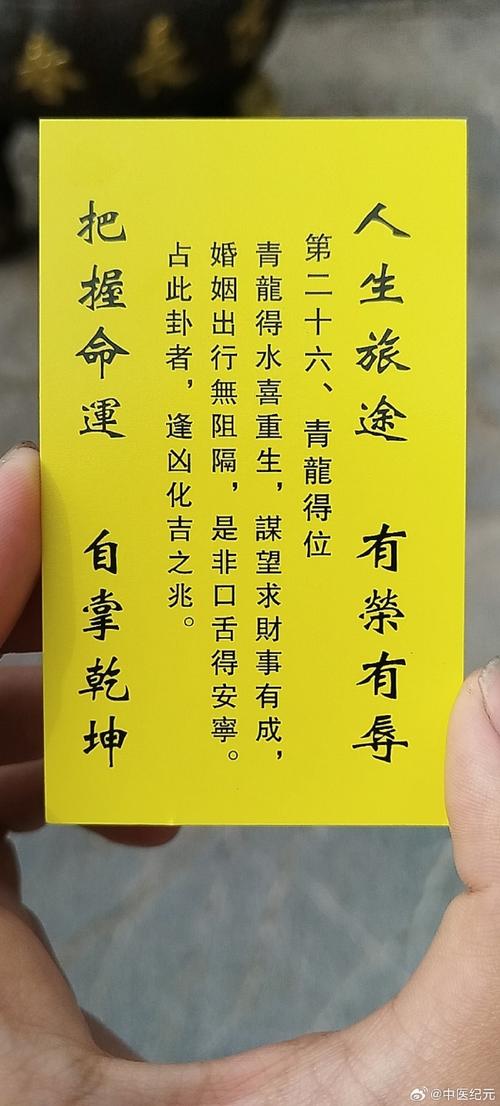 人生旅途 有榮有辱
第二十六、青龍得位
青龍得水喜重生，謀望求財事有成，
婚姻出行無阻隔，是非口舌得安寧。
占此卦者，逢凶化吉之兆。
把握命運 自掌乾坤
@中医纪元